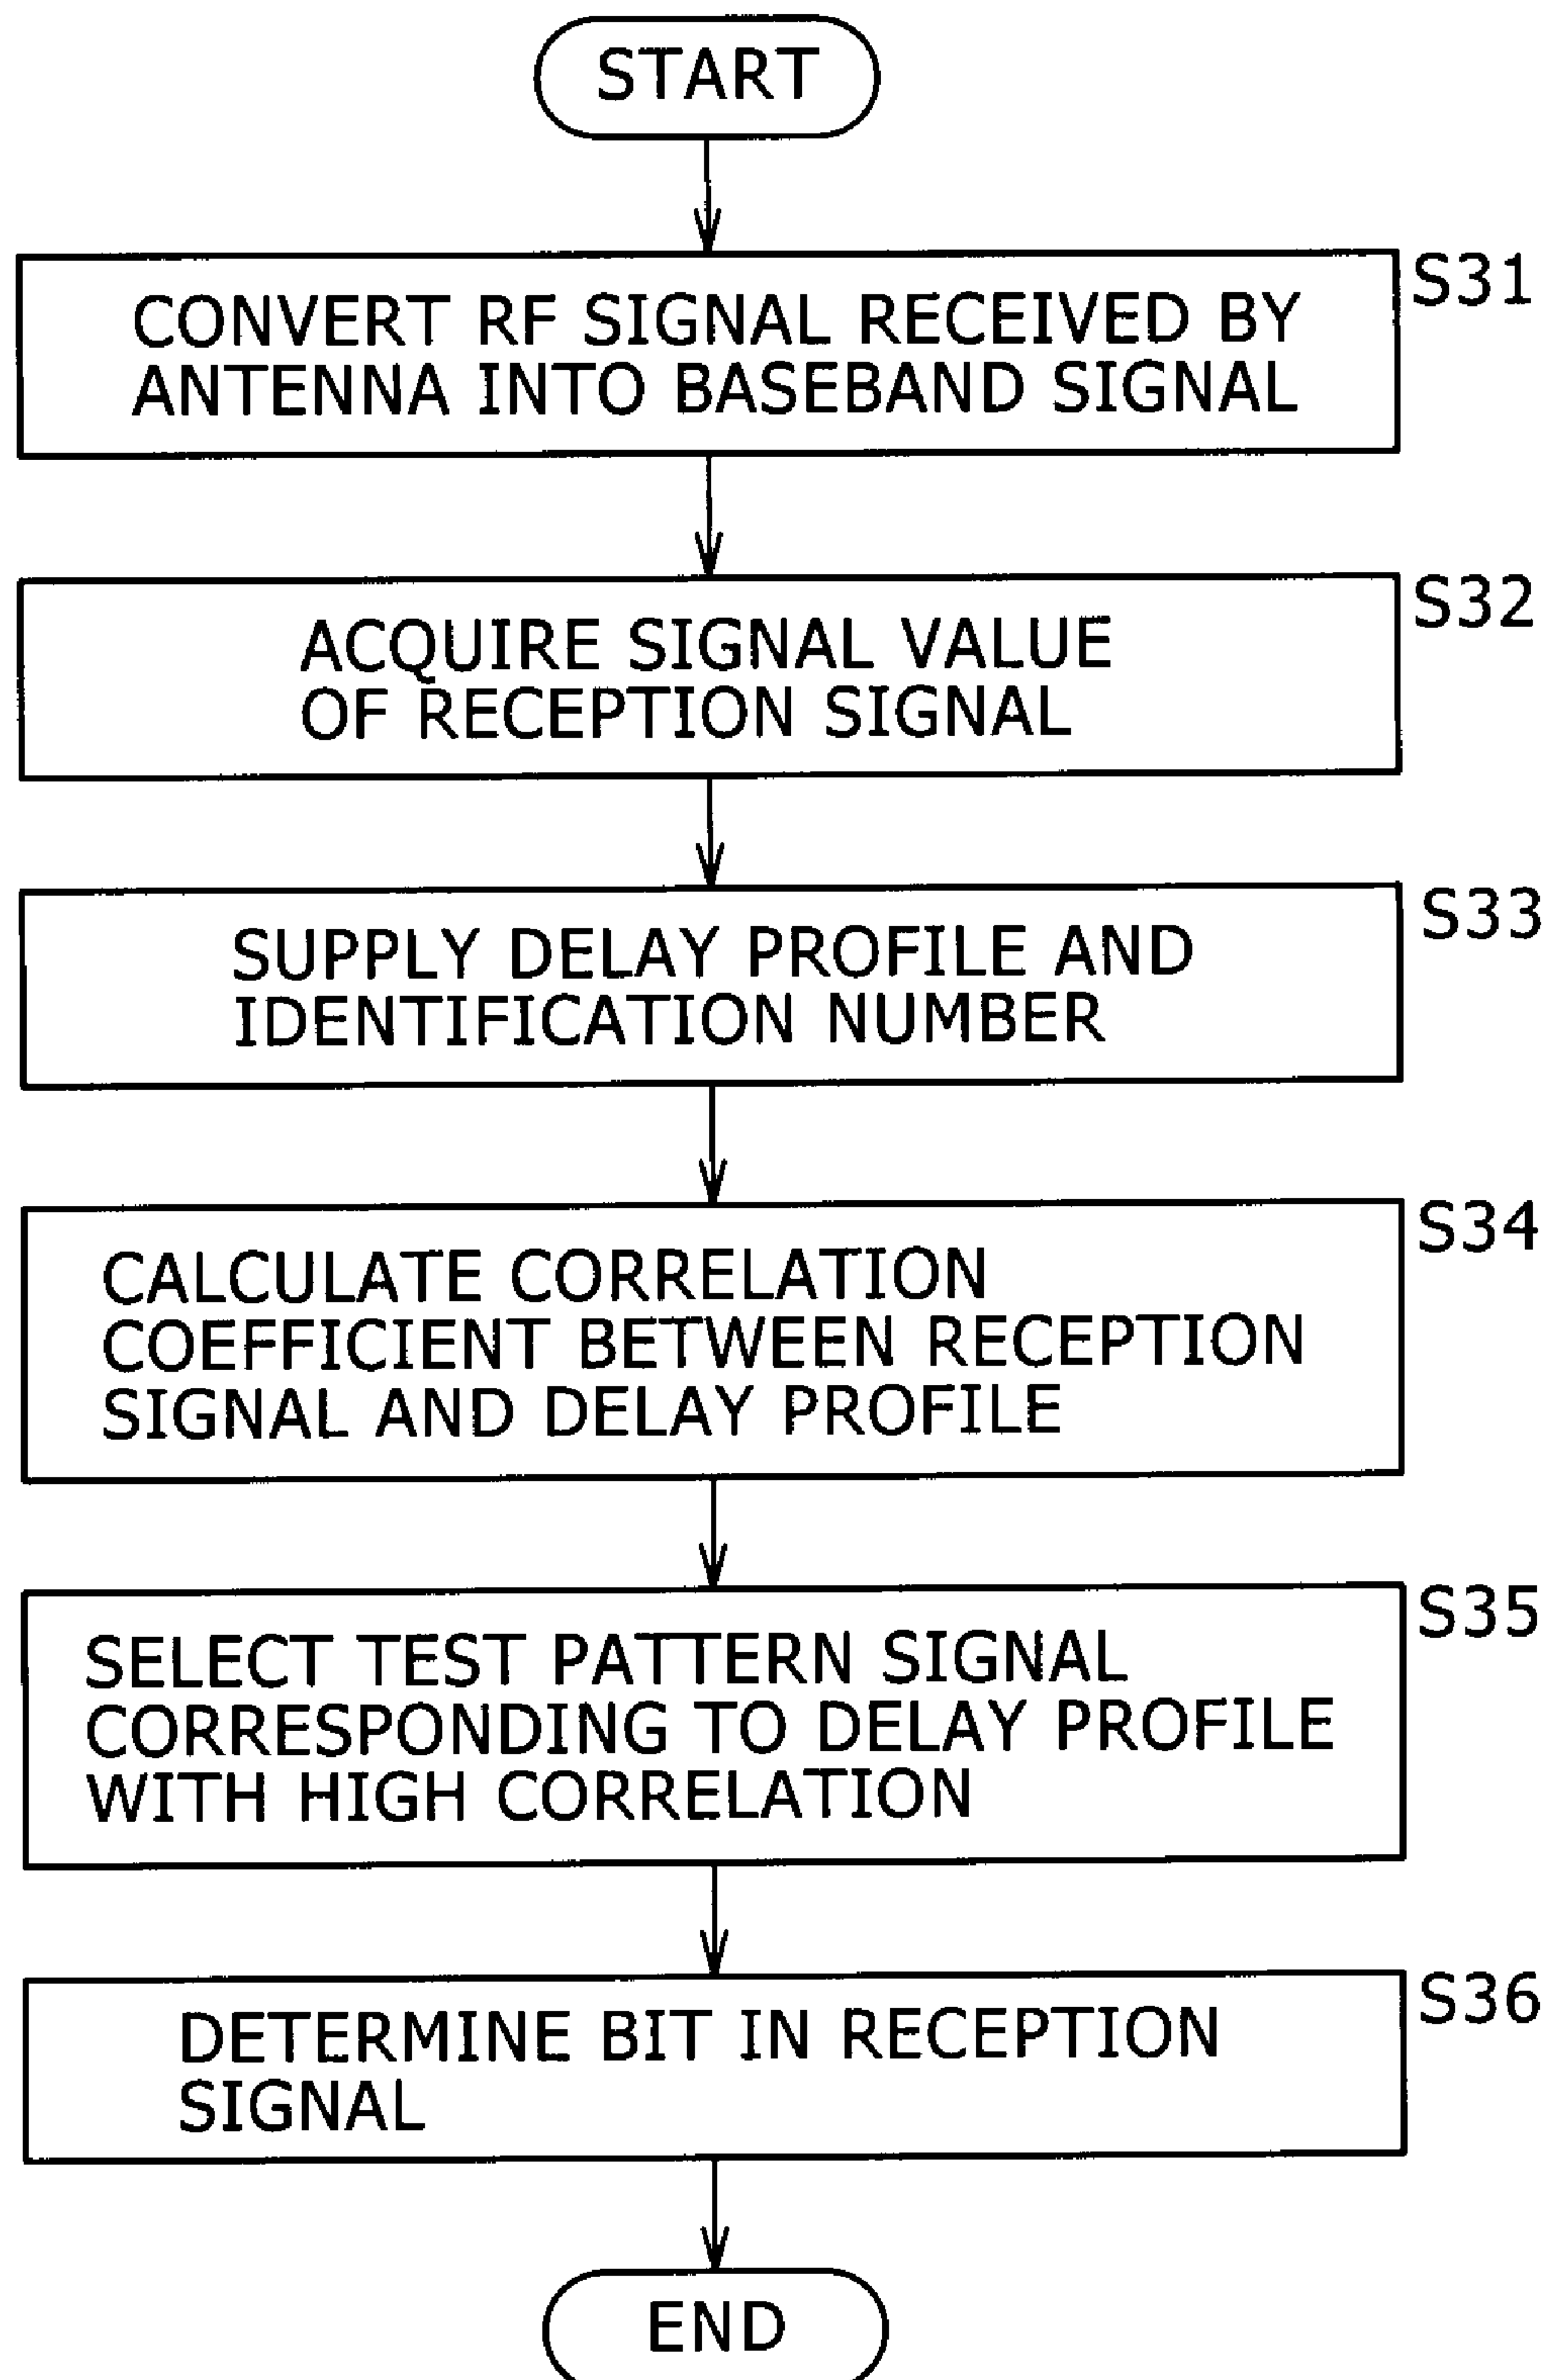 START
S31
CONVERT RF SIGNAL RECEIVED BY
ANTENNA INTO BASEBAND SIGNAL
S32
ACQUIRE SIGNAL VALUE
OF RECEPTION SIGNAL
S33
SUPPLY DELAY PROFILE AND
IDENTIFICATION NUMBER
S34
CALCULATE CORRELATION
COEFFICIENT BETWEEN RECEPTION
SIGNAL AND DELAY PROFILE
S35
SELECT TEST PATTERN SIGNAL
CORRESPONDING TO DELAY PROFILE
WITH HIGH CORRELATION
S36
DETERMINE BIT IN RECEPTION
SIGNAL
END